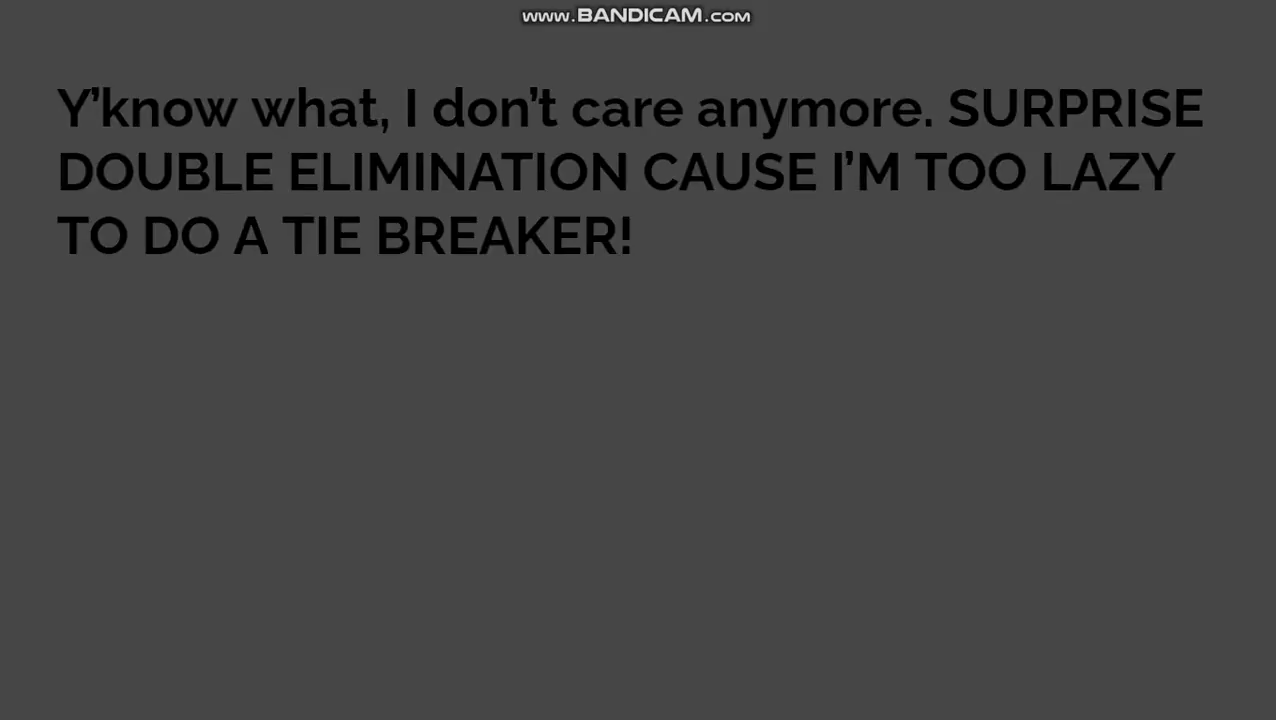 www.BANDICAM.com
Y’know what, I don’t care anymore. SURPRISE
DOUBLE ELIMINATION CAUSE I’M TOO LAZY
TO DO A TIE BREAKER!